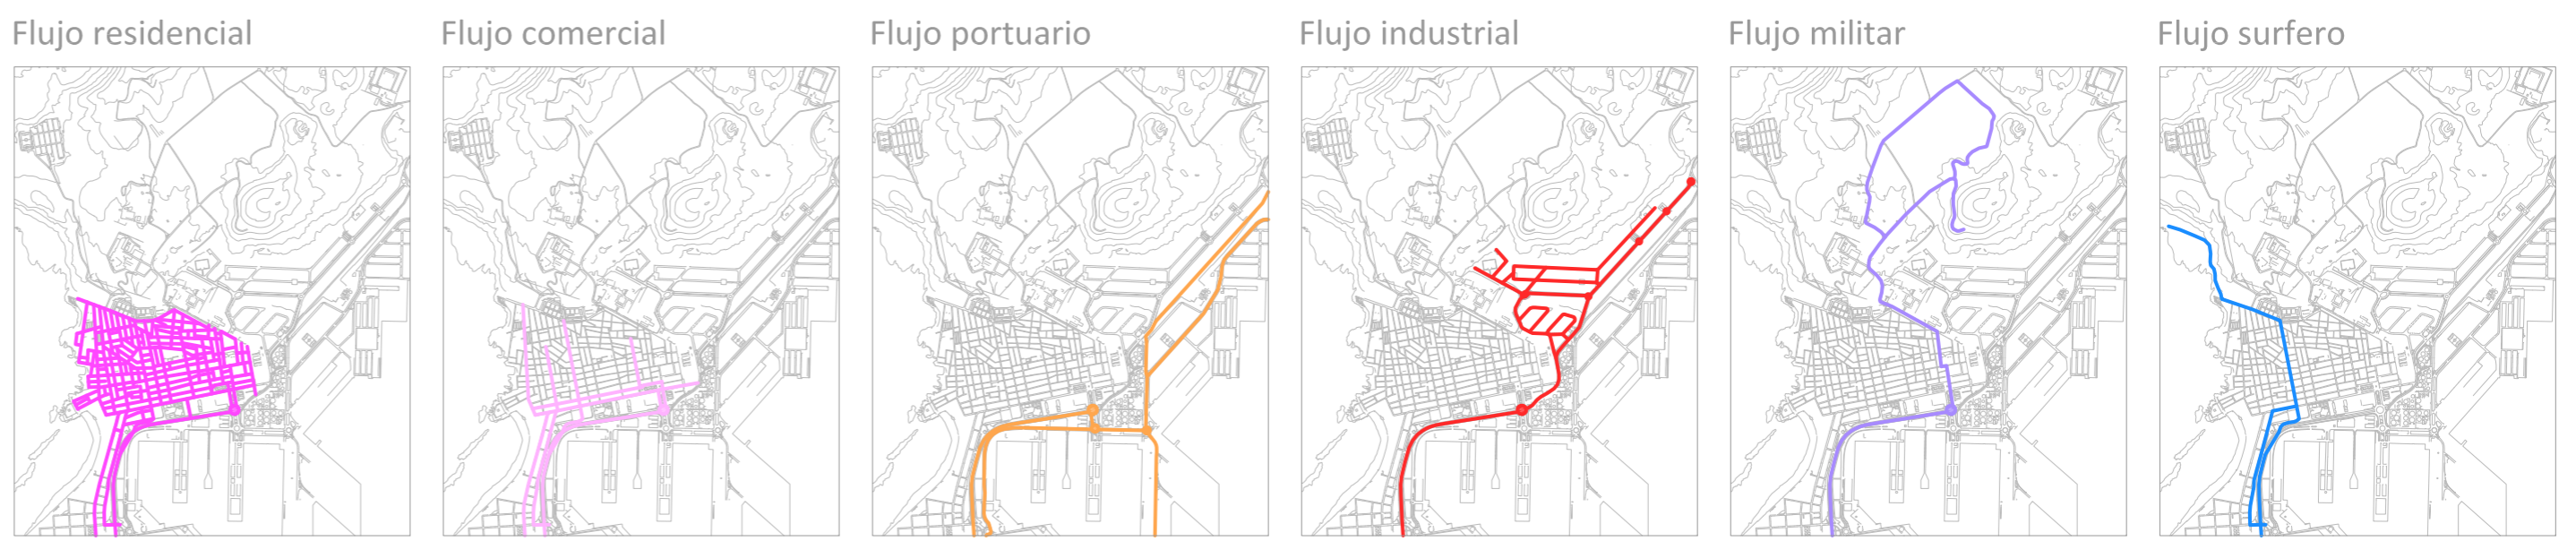 Flujo residencial
Flujo comercial
Flujo portuario
Flujo industrial
Flujo militar
Flujo surfero